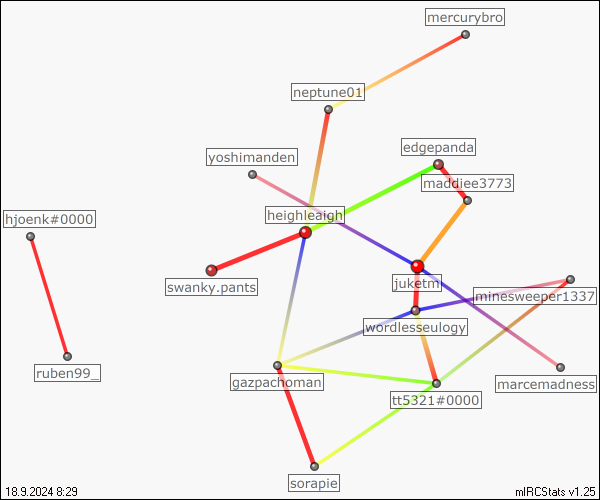 mercurybro
neptune01
edgepanda
yoshimanden
maddiee3773
heighleaigh
hjoenk#0000
swanky.pants
juketm
minesweeper1337
wordlesseulogy
ruben99_
gazpachoman
marcemadness
tt5321#0000
sorapie
18.9.2024 8:29
mIRCStats v1.25